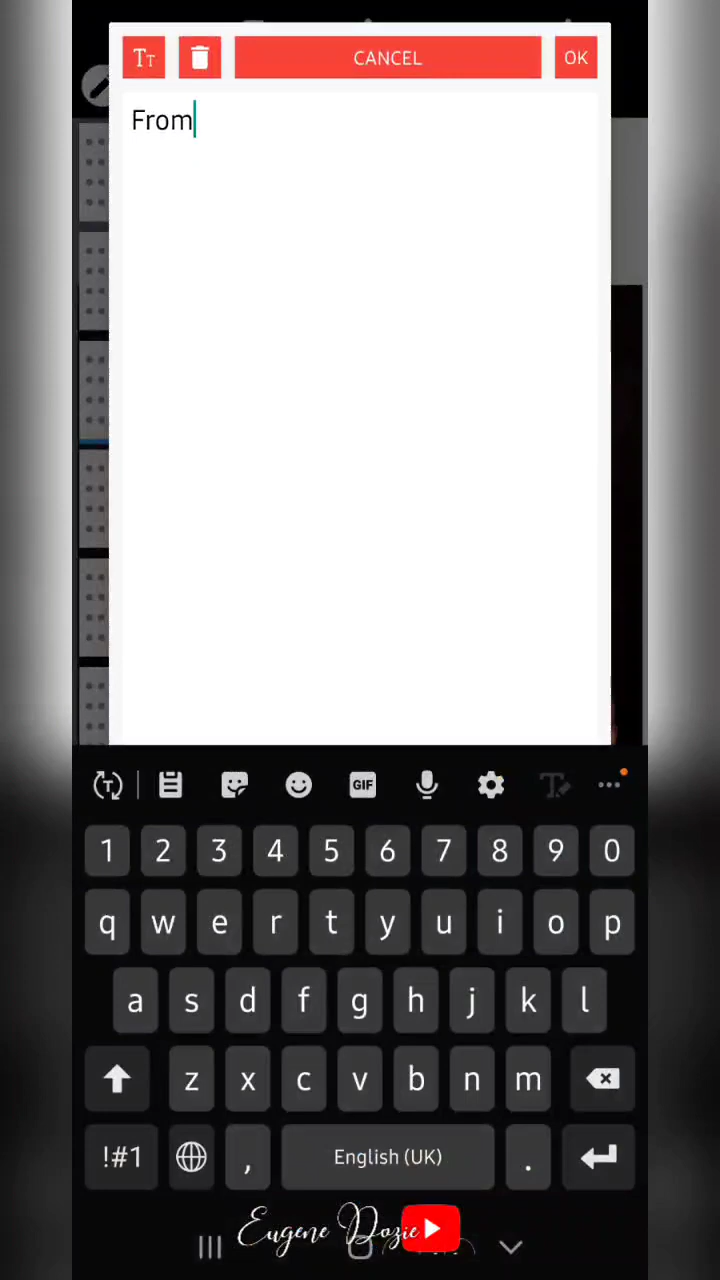 TT CANCEL OK
From
T GIF T
1 2 3 4 5 6 7 8 9 0
q w e r t y u i o p
a s d f g h j k l
z x c v b n m
!#1 , English (UK) .
Eugene Dozie